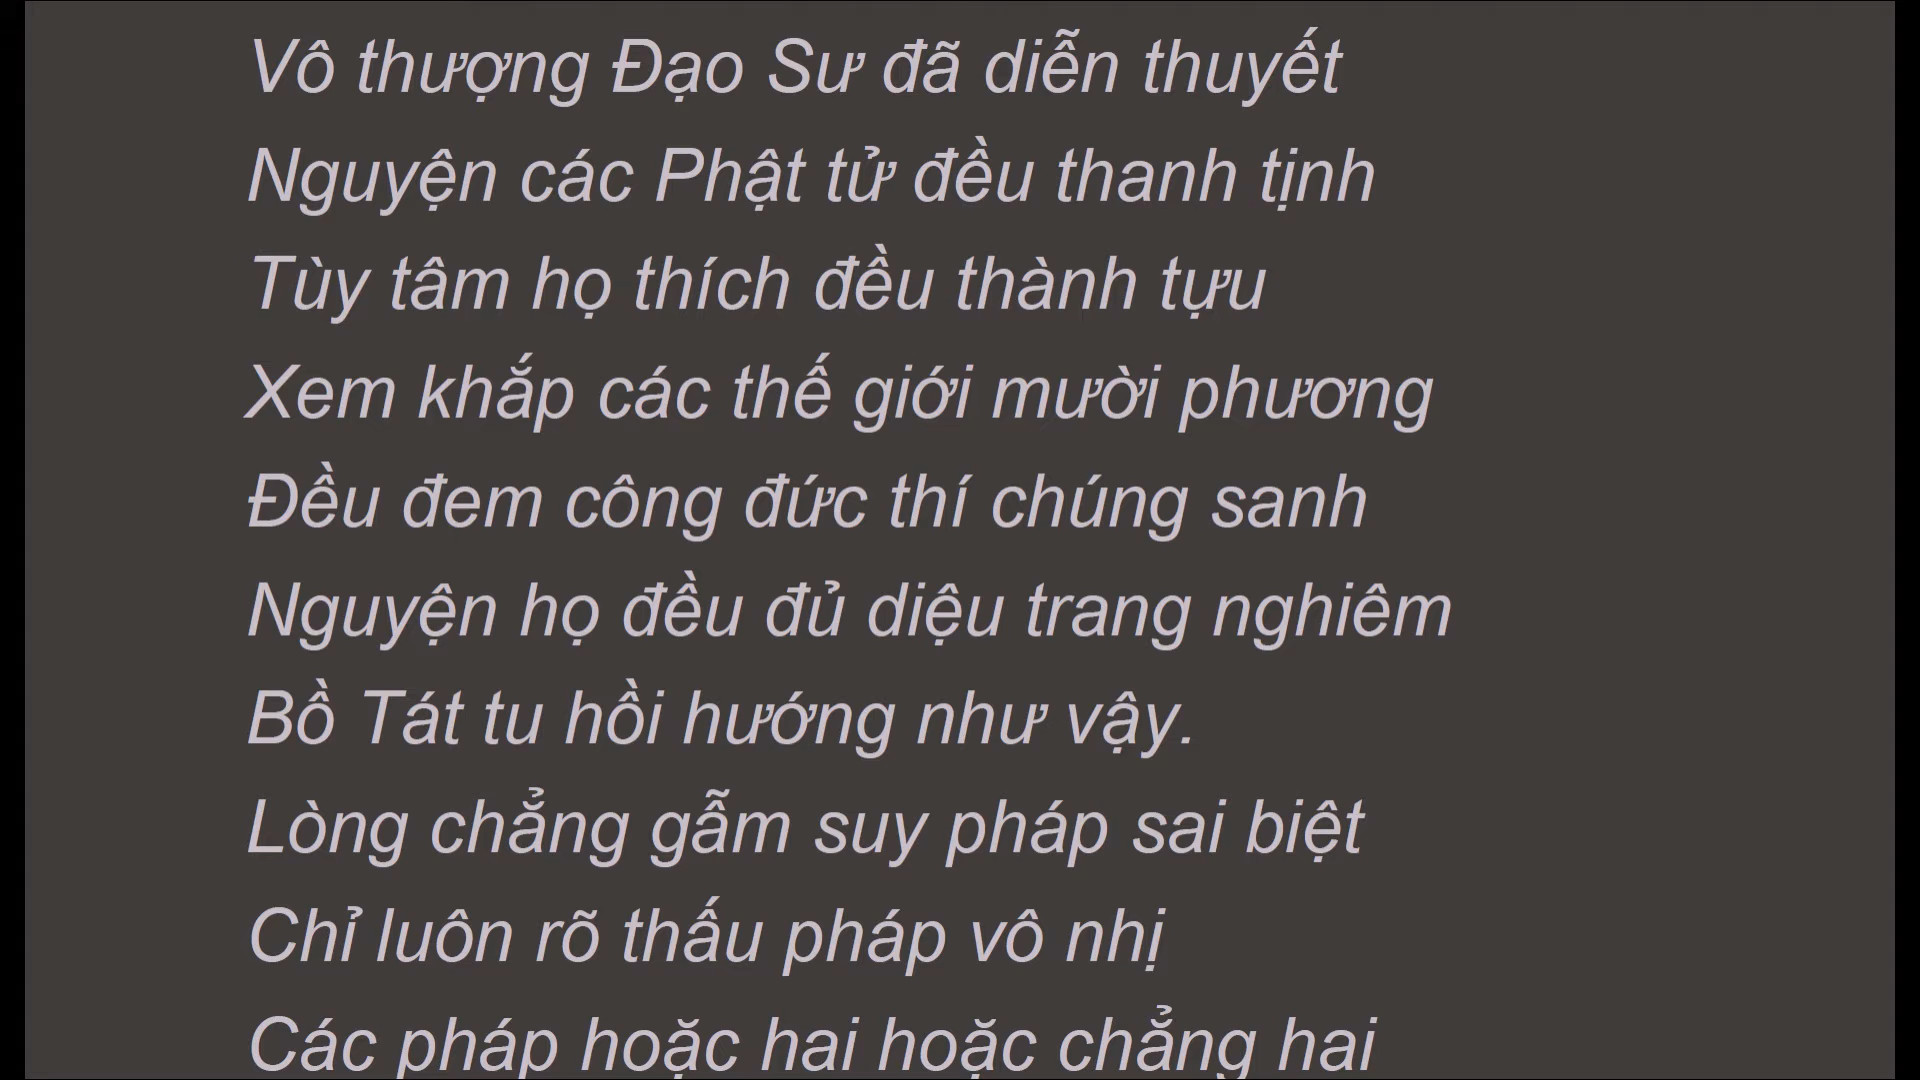 Vô thượng Đạo Sư đã diễn thuyết
Nguyện các Phật tử đều thanh tịnh
Tùy tâm họ thích đều thành tựu
Xem khắp các thế giới mười phương
Đều đem công đức thí chúng sanh
Nguyện họ đều đủ diệu trang nghiêm
Bồ Tát tu hồi hướng như vậy.
Lòng chẳng gẫm suy pháp sai biệt
Chỉ luôn rõ thấu pháp vô nhị
Các pháp hoặc hai hoặc chẳng hai